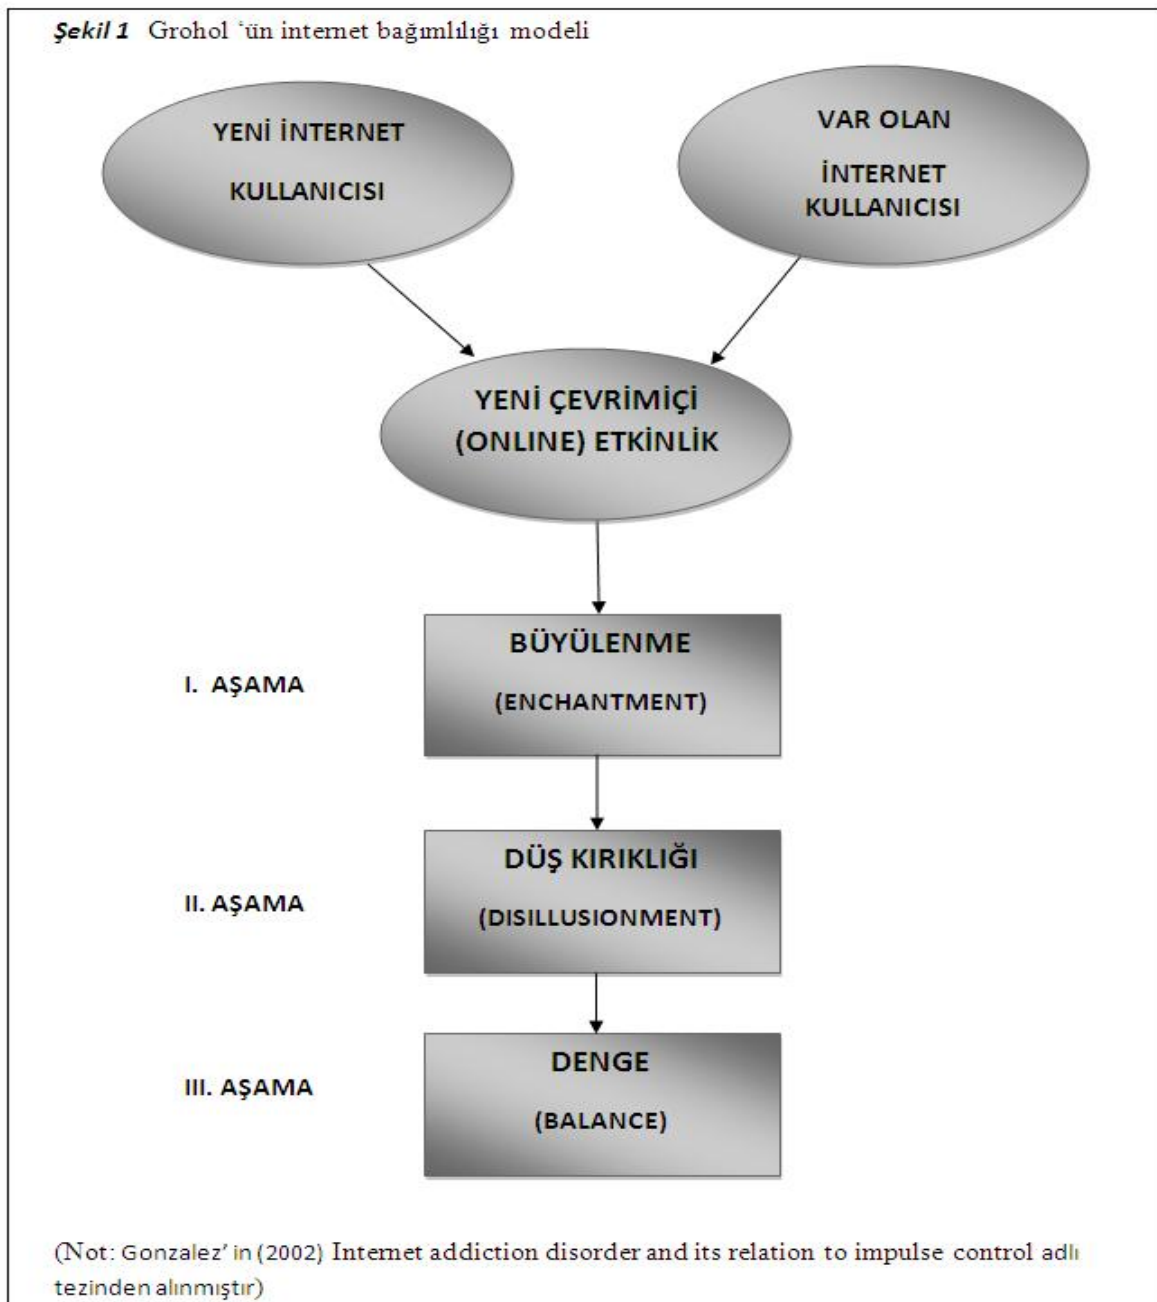 Şekil 1 Grohol ‘ün internet bağımlılığı modeli
YENİ İNTERNET
KULLANICISI
VAR OLAN
İNTERNET
KULLANICISI
YENİ ÇEVRİMİÇİ
(ONLINE) ETKİNLİK
I. AŞAMA
BÜYÜLENME
(ENCHANTMENT)
II. AŞAMA
DÜŞ KIRIKLIĞI
(DISILLUSIONMENT)
III. AŞAMA
DENGE
(BALANCE)
(Not: Gonzalez’ in (2002) Internet addiction disorder and its relation to impulse control adlı
tezinden alınmıştır)